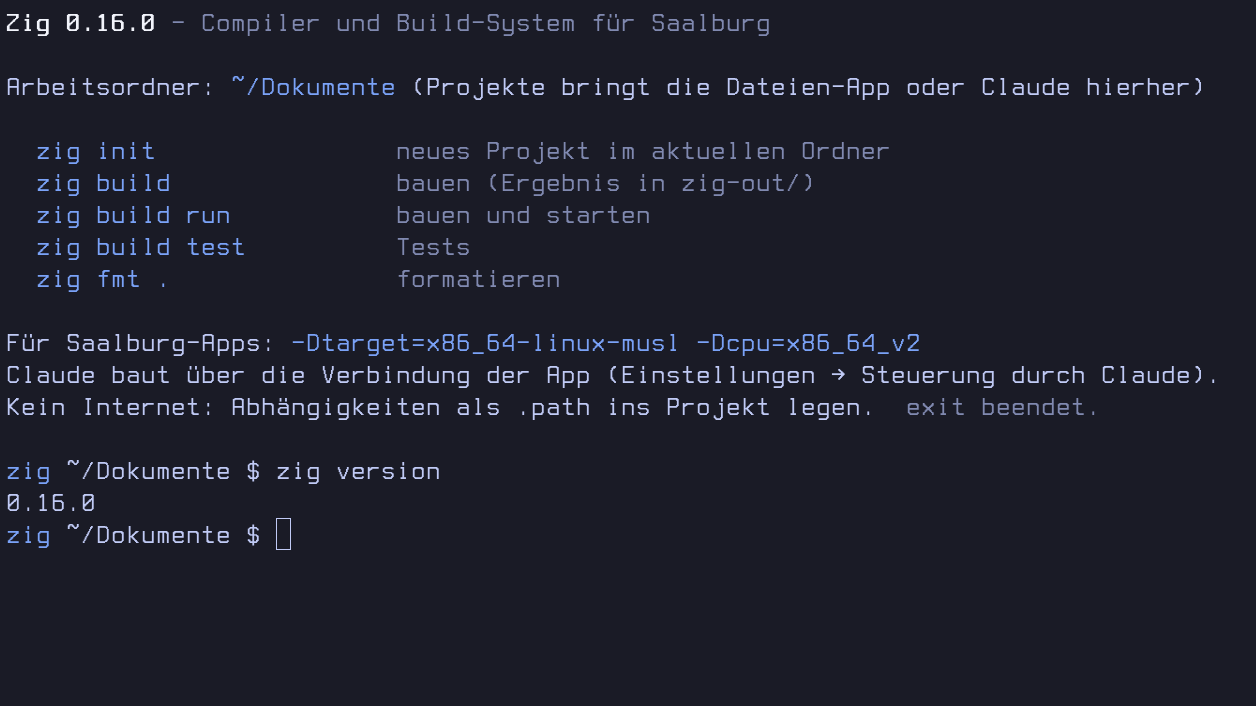 Zig 0.16.0 – Compiler und Build-System für Saalburg
Arbeitsordner: ~/Dokumente (Projekte bringt die Dateien-App oder Claude hierher)
zig init neues Projekt im aktuellen Ordner
zig build bauen (Ergebnis in zig-out/)
zig build run bauen und starten
zig build test Tests
zig fmt . formatieren
Für Saalburg-Apps: -Dtarget=x86_64-linux-musl -Dcpu=x86_64_v2
Claude baut über die Verbindung der App (Einstellungen → Steuerung durch Claude).
Kein Internet: Abhängigkeiten als .path ins Projekt legen. exit beendet.
zig ~/Dokumente $ zig version
0.16.0
zig ~/Dokumente $